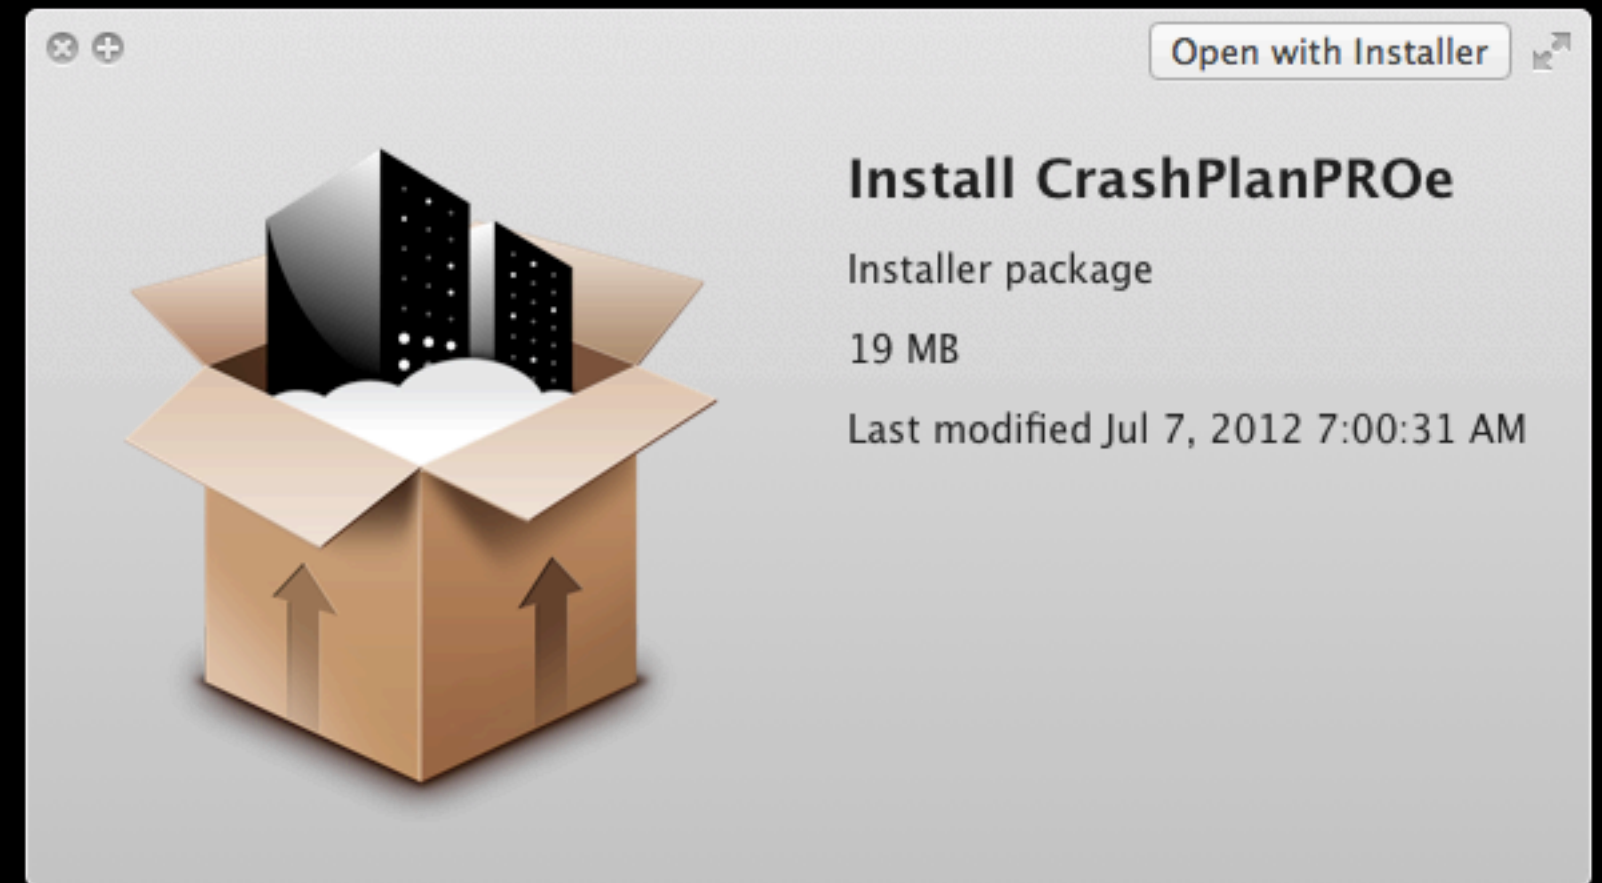 Open with Installer
Install CrashPlanPROe
Installer package
19 MB
Last modified Jul 7, 2012 7:00:31 AM